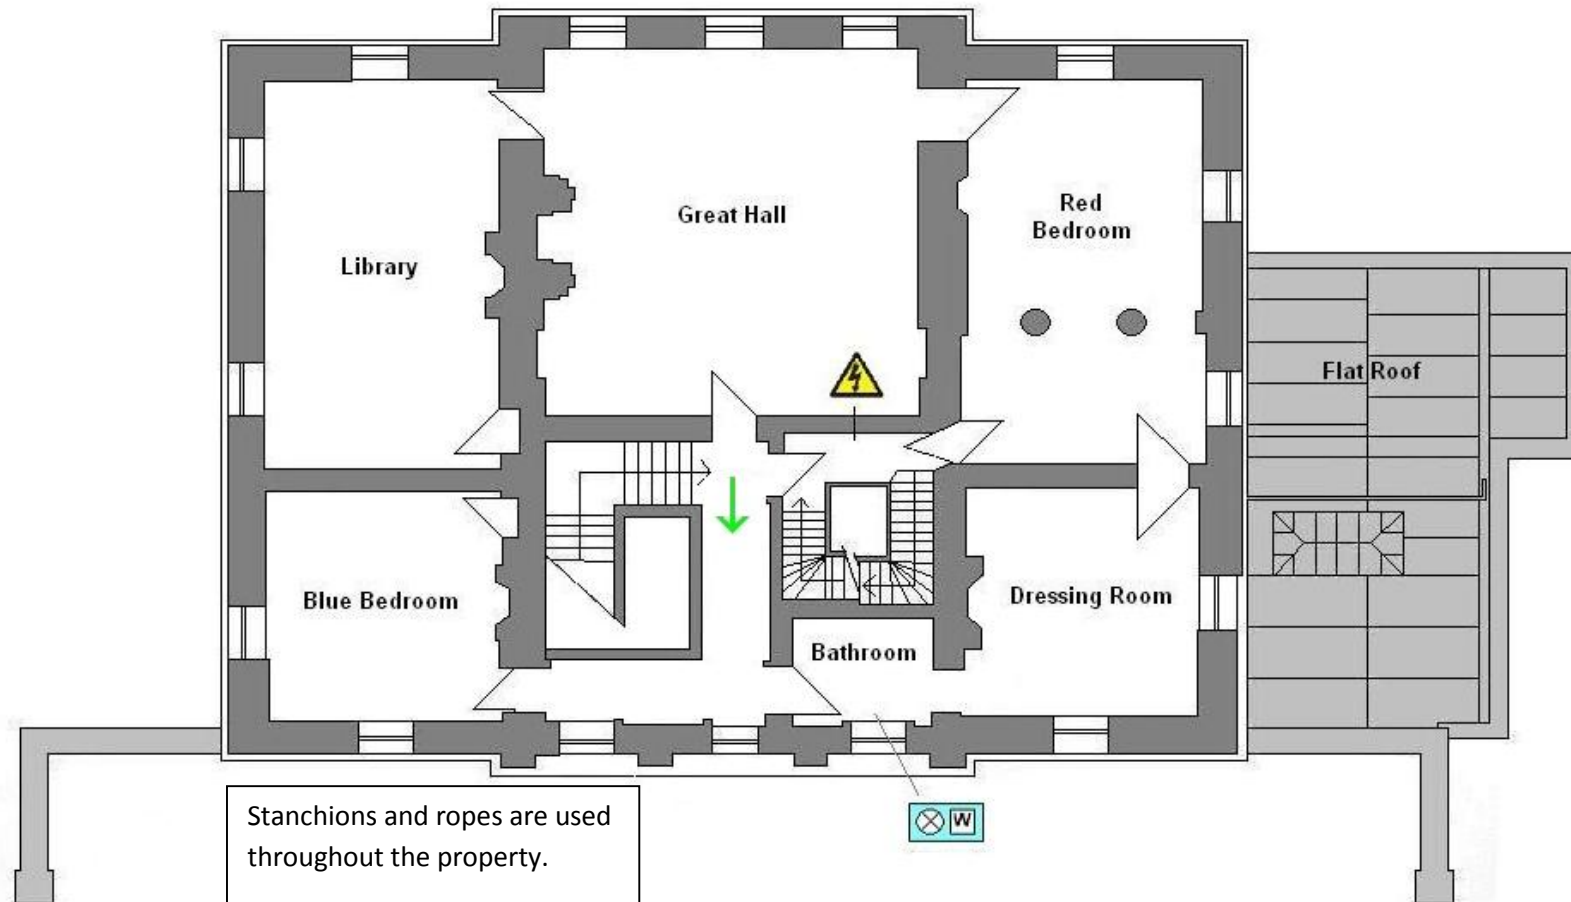 Great Hall
Red
Bedroom
Library
Flat Roof
Blue Bedroom
Dressing Room
Bathroom
W
Stanchions and ropes are used
throughout the property.